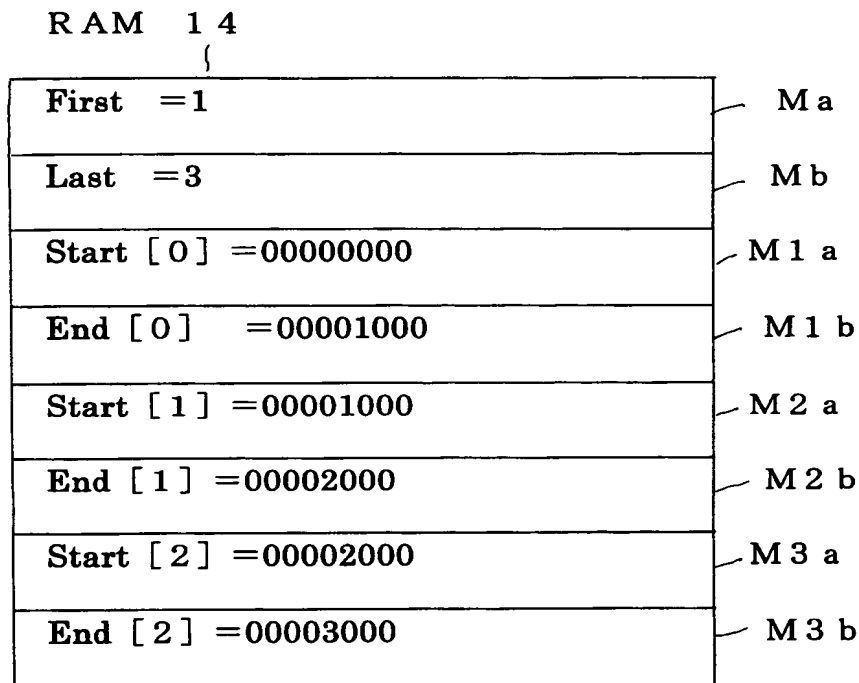 RAM 14
First =1 Ma
Last =3 Mb
Start [0] =00000000 M1a
End [0] =00001000 M1b
Start [1] =00001000 M2a
End [1] =00002000 M2b
Start [2] =00002000 M3a
End [2] =00003000 M3b